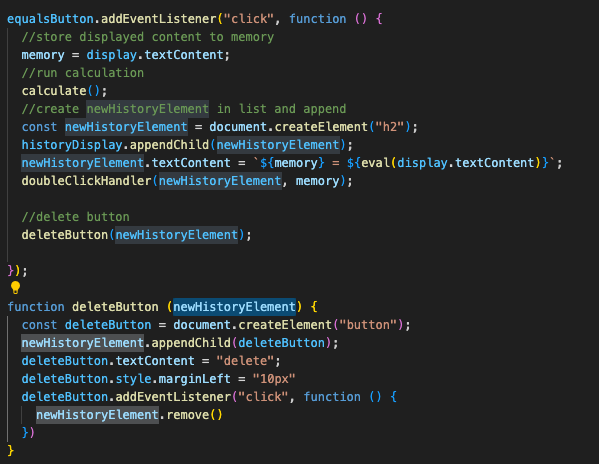 equalsButton.addEventListener("click", function () {
  //store displayed content to memory
  memory = display.textContent;
  //run calculation
  calculate();
  //create newHistoryElement in list and append
  const newHistoryElement = document.createElement("h2");
  historyDisplay.appendChild(newHistoryElement);
  newHistoryElement.textContent = `${memory} = ${eval(display.textContent)}`;
  doubleClickHandler(newHistoryElement, memory);

  //delete button
  deleteButton(newHistoryElement);

});

function deleteButton (newHistoryElement) {
  const deleteButton = document.createElement("button");
  newHistoryElement.appendChild(deleteButton);
  deleteButton.textContent = "delete";
  deleteButton.style.marginLeft = "10px"
  deleteButton.addEventListener("click", function () {
    newHistoryElement.remove()
  })
}